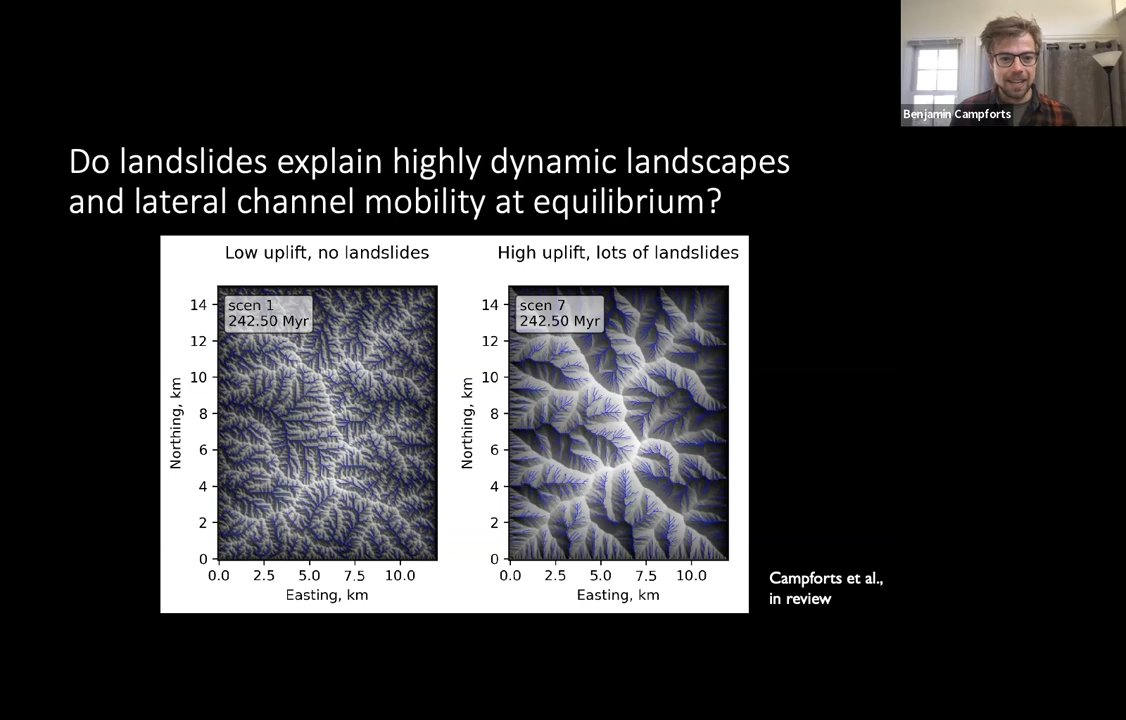 Benjamin Campforts
Do landslides explain highly dynamic landscapes
and lateral channel mobility at equilibrium?
Low uplift, no landslides
High uplift, lots of landslides
scen 1
242.50 Myr
14
12
10
8
6
4
2
0
Northing, km
0.0 2.5 5.0 7.5 10.0
Easting, km
scen 7
242.50 Myr
14
12
10
8
6
4
2
0
Northing, km
0.0 2.5 5.0 7.5 10.0
Easting, km
Campforts et al.,
in review